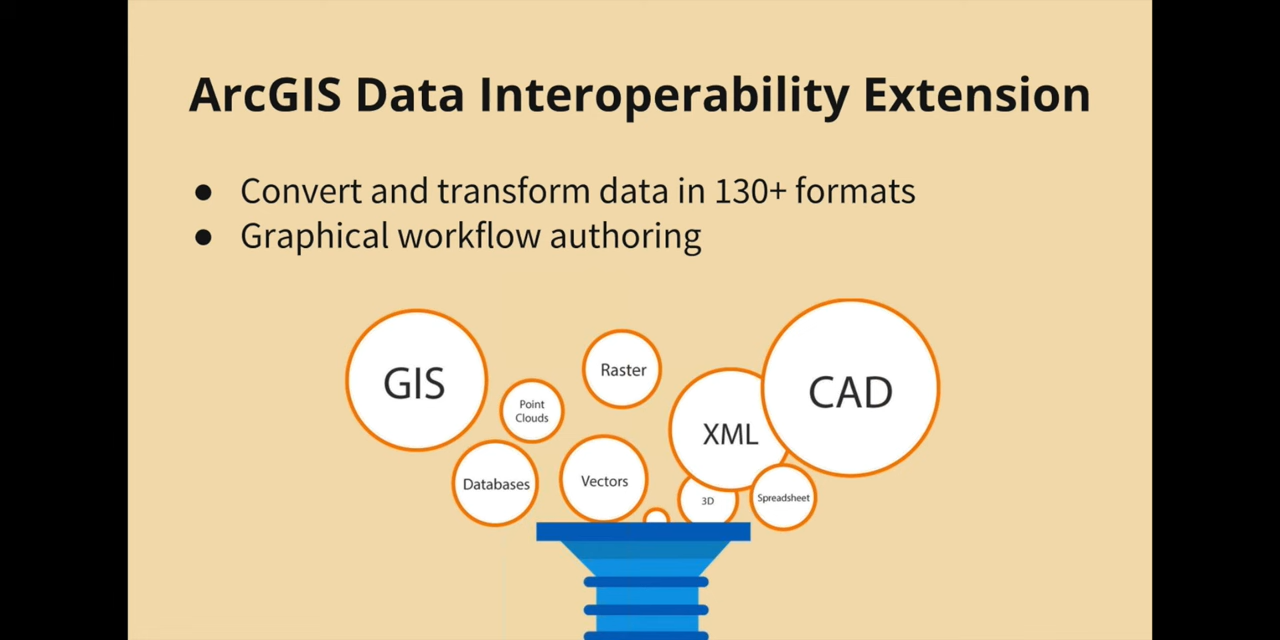 ArcGIS Data Interoperability Extension
● Convert and transform data in 130+ formats
● Graphical workflow authoring
GIS
Point
Clouds
Raster
XML
CAD
Databases
Vectors
3D
Spreadsheet